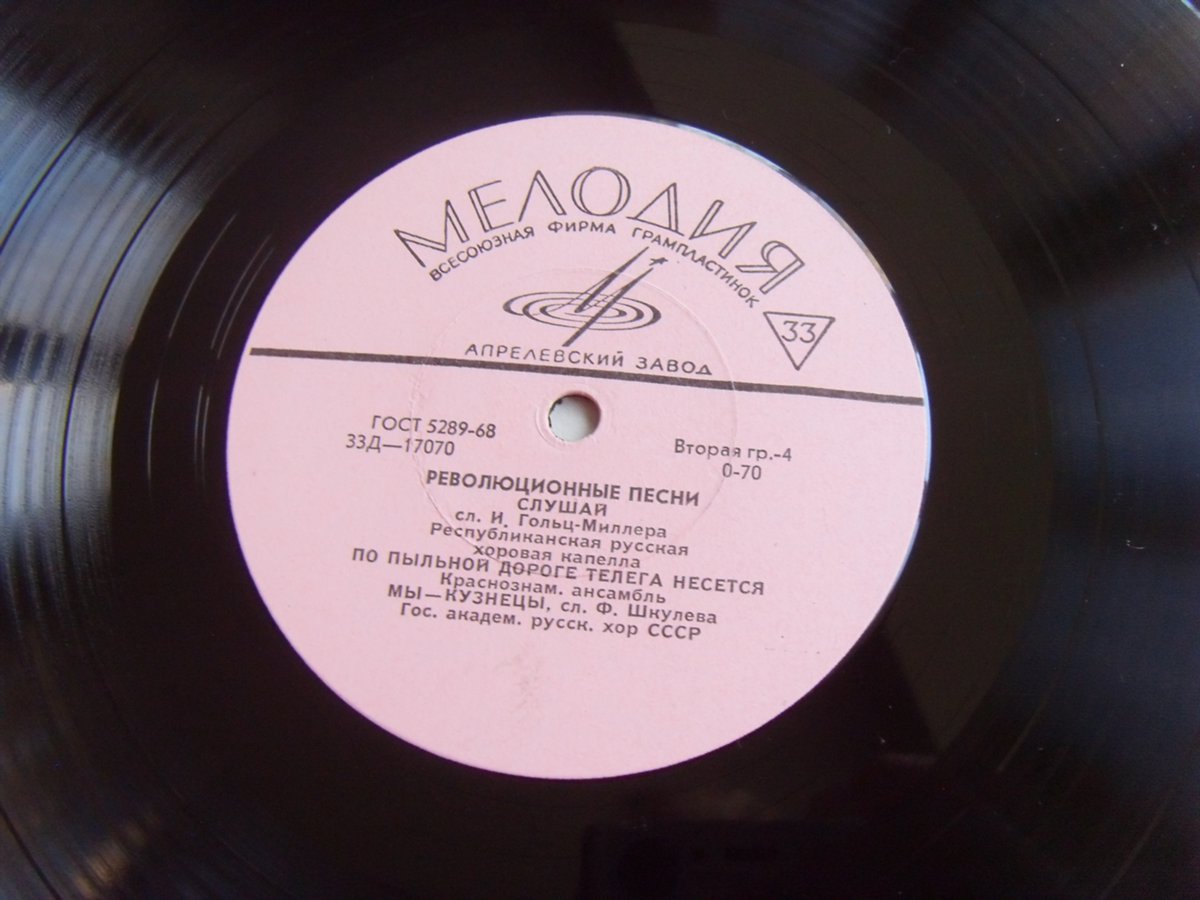 МЕЛОДИЯ
ВСЕСОЮЗНАЯ ФИРМА ГРАМПЛАСТИНОК
33
АПРЕЛЕВСКИЙ ЗАВОД
ГОСТ 5289-68
33Д—17070
Вторая гр.-4
0-70
РЕВОЛЮЦИОННЫЕ ПЕСНИ
СЛУШАЙ
сл. И. Гольц-Миллера
Республиканская русская
хоровая капелла
ПО ПЫЛЬНОЙ ДОРОГЕ ТЕЛЕГА НЕСЕТСЯ
Краснознам. ансамбль
МЫ—КУЗНЕЦЫ, сл. Ф. Шкулева
Гос. академ. русск. хор СССР